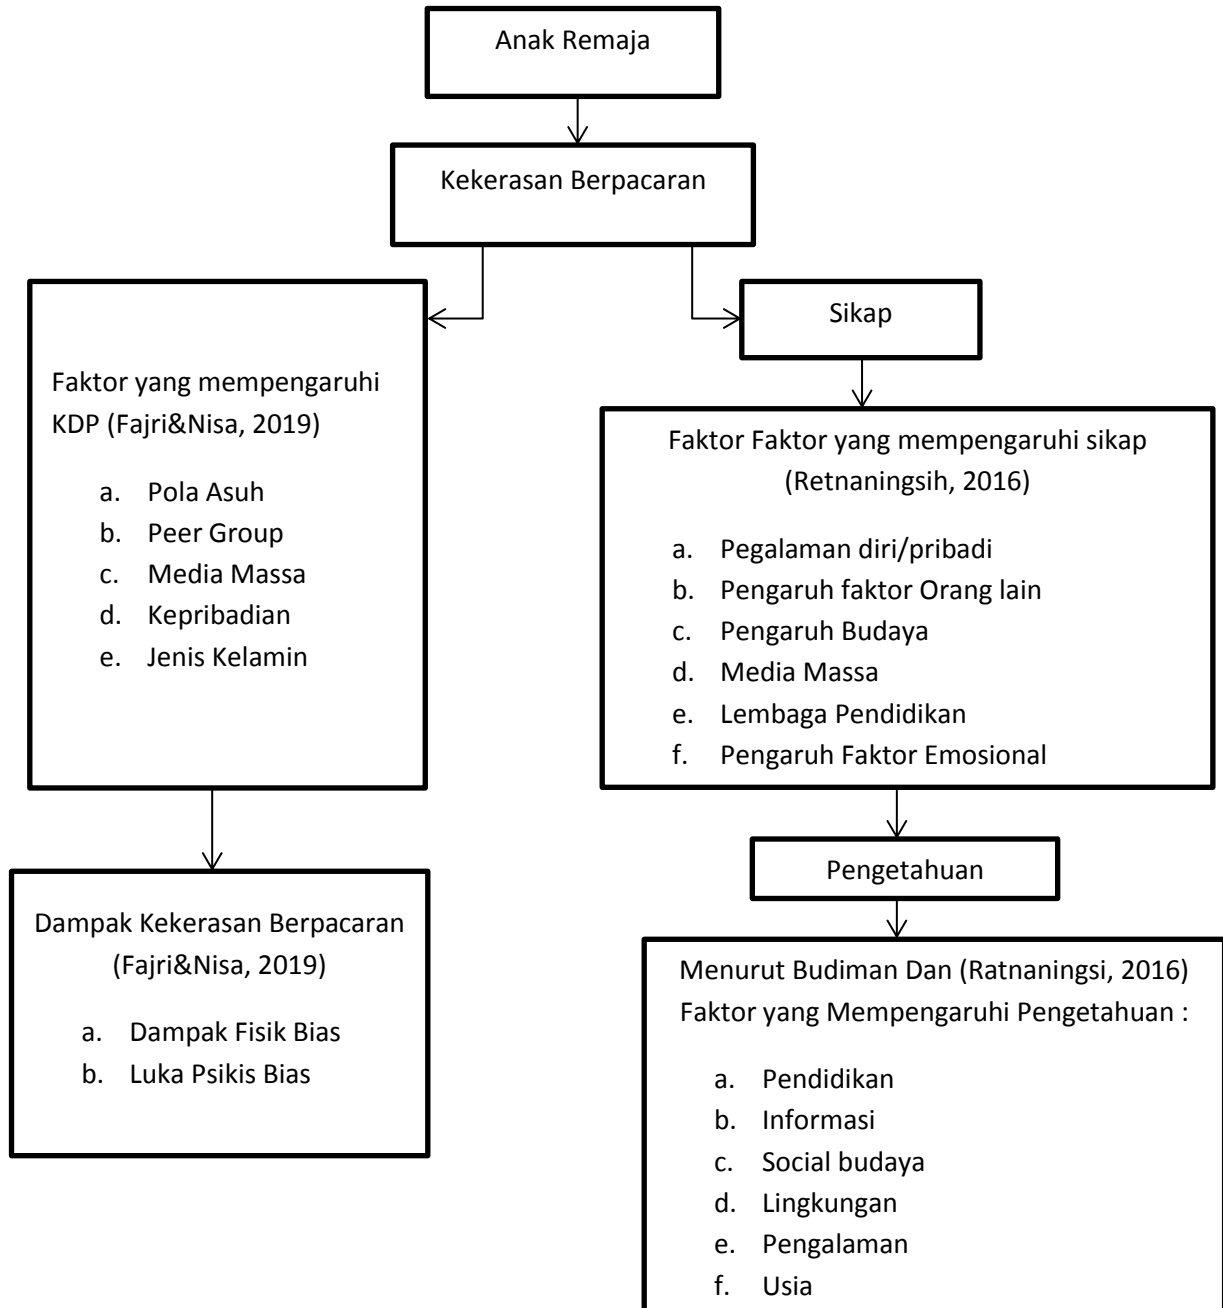 Anak Remaja
Kekerasan Berpacaran
Faktor yang mempengaruhi
KDP (Fajri&Nisa, 2019)
a. Pola Asuh
b. Peer Group
c. Media Massa
d. Kepribadian
e. Jenis Kelamin
Dampak Kekerasan Berpacaran
(Fajri&Nisa, 2019)
a. Dampak Fisik Bias
b. Luka Psikis Bias
Sikap
Faktor Faktor yang mempengaruhi sikap
(Retnaningsih, 2016)
a. Pegalaman diri/pribadi
b. Pengaruh faktor Orang lain
c. Pengaruh Budaya
d. Media Massa
e. Lembaga Pendidikan
f. Pengaruh Faktor Emosional
Pengetahuan
Menurut Budiman Dan (Ratnaningsi, 2016)
Faktor yang Mempengaruhi Pengetahuan :
a. Pendidikan
b. Informasi
c. Social budaya
d. Lingkungan
e. Pengalaman
f. Usia